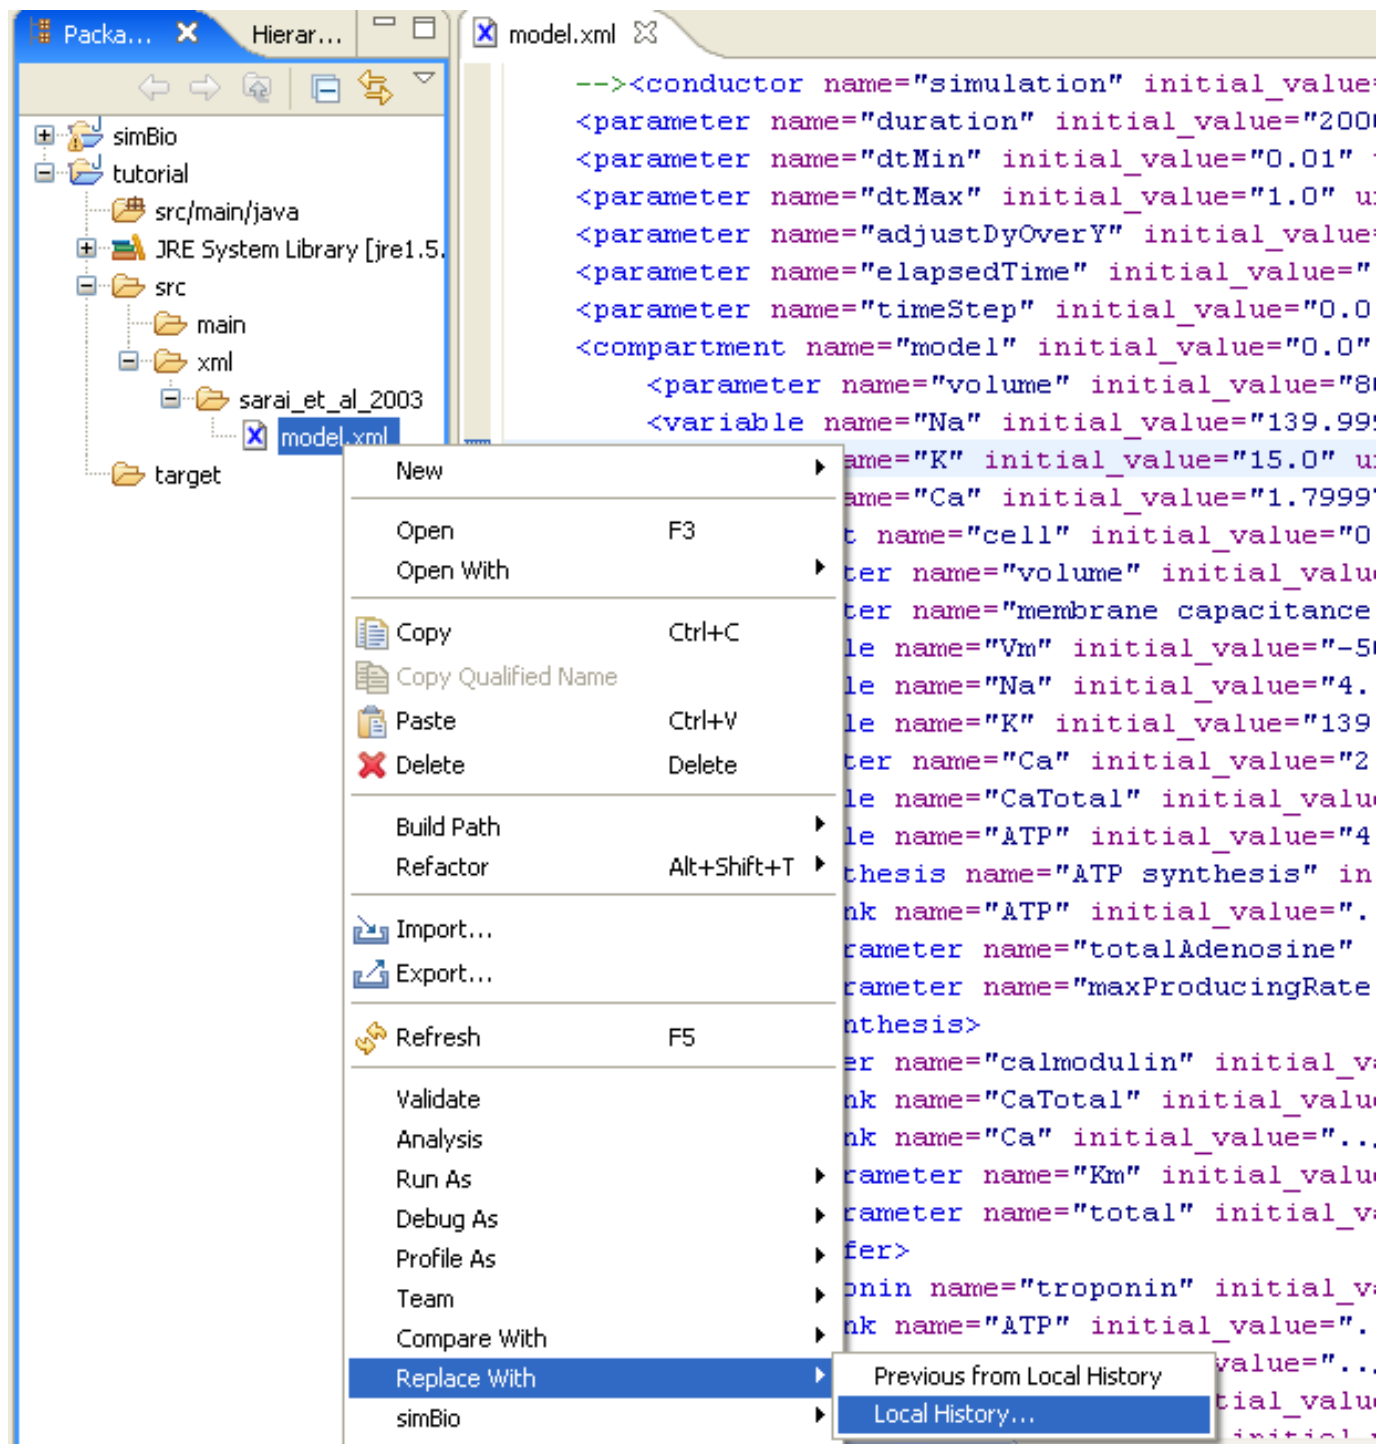 Packa...
Hierar...
simBio
tutorial
src/main/java
JRE System Library [jre1.5.
src
main
xml
sarai_et_al_2003
model.xml
target
model.xml
--><conductor name="simulation" initial_value=
<parameter name="duration" initial_value="200
<parameter name="dtMin" initial_value="0.01"
<parameter name="dtMax" initial_value="1.0" u
<parameter name="adjustDyOverY" initial_value=
<parameter name="elapsedTime" initial_value="
<parameter name="timeStep" initial_value="0.0
<compartment name="model" initial_value="0.0"
<parameter name="volume" initial_value="8
<variable name="Na" initial_value="139.999
ame="K" initial_value="15.0" u
ame="Ca" initial_value="1.7999
t name="cell" initial_value="0
ter name="volume" initial_valu
ter name="membrane capacitance
le name="Vm" initial_value="-5
le name="Na" initial_value="4.
le name="K" initial_value="139
ter name="Ca" initial_value="2
le name="CaTotal" initial_valu
le name="ATP" initial_value="4
thesis name="ATP synthesis" in
nk name="ATP" initial_value=".
rameter name="totalAdenosine"
rameter name="maxProducingRate
nthesis>
er name="calmodulin" initial_v
nk name="CaTotal" initial_valu
nk name="Ca" initial_value="..
rameter name="Km" initial_valu
rameter name="total" initial_v
fer>
onin name="troponin" initial_v
nk name="ATP" initial_value=".
value="..
tial_valu
New
Open F3
Open With
Copy Ctrl+C
Copy Qualified Name
Paste Ctrl+V
Delete Delete
Build Path
Refactor Alt+Shift+T
Import...
Export...
Refresh F5
Validate
Analysis
Run As
Debug As
Profile As
Team
Compare With
Replace With
simBio
Previous from Local History
Local History...